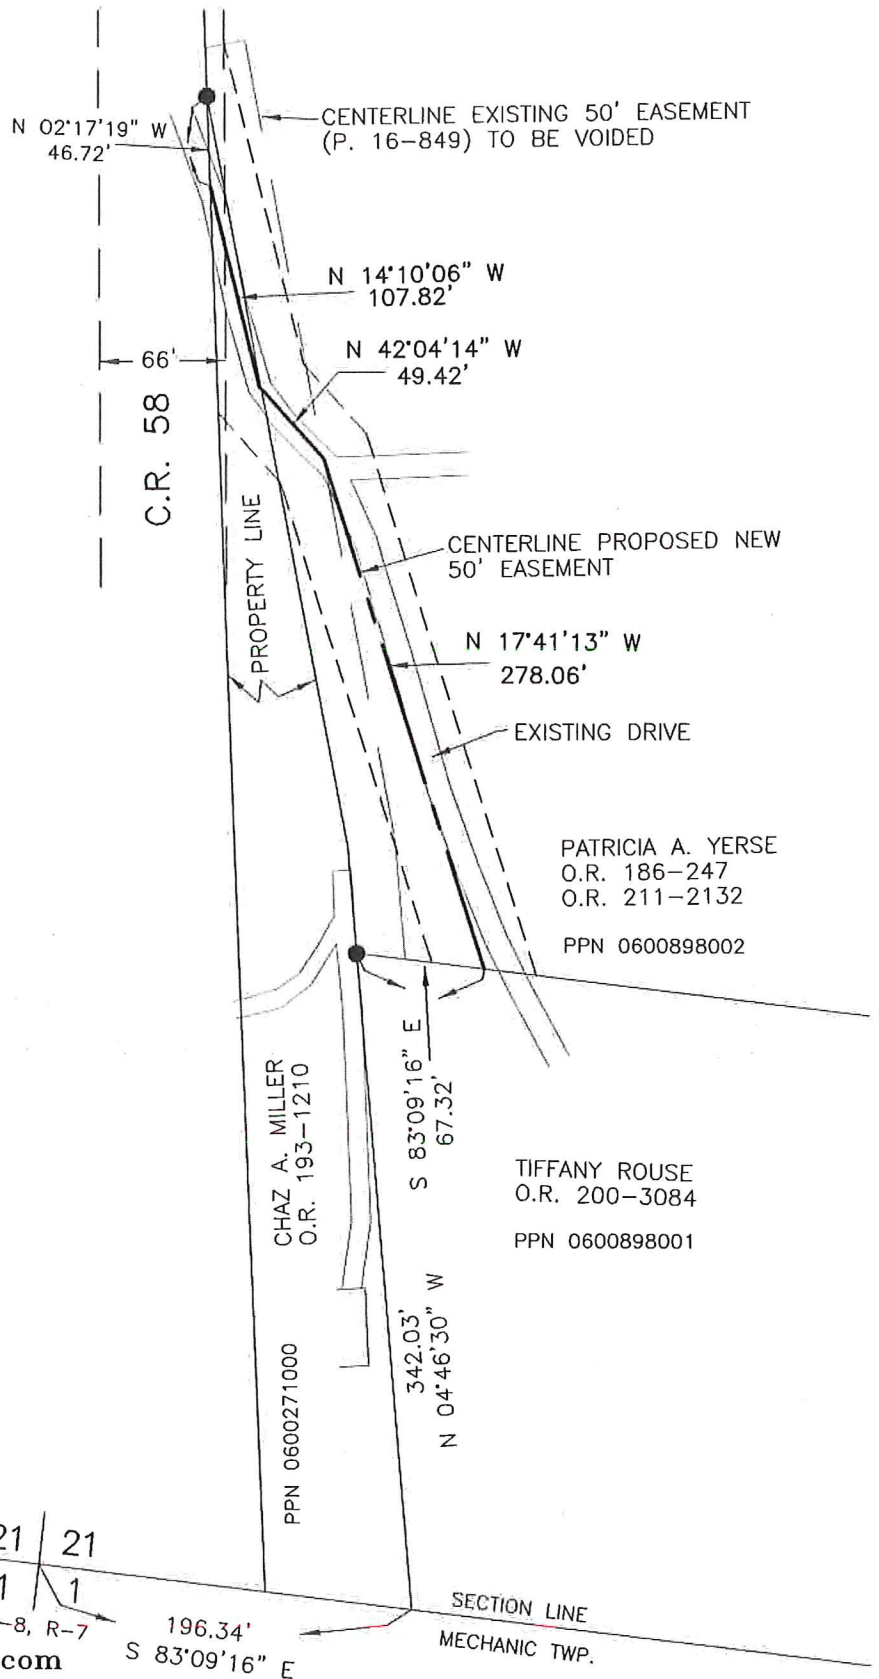 CENTERLINE EXISTING 50' EASEMENT
(P. 16-849) TO BE VOIDED
N 02°17'19" W
46.72'
N 14°10'06" W
107.82'
N 42°04'14" W
49.42'
66'
C.R. 58
PROPERTY LINE
CENTERLINE PROPOSED NEW
50' EASEMENT
N 17°41'13" W
278.06'
EXISTING DRIVE
PATRICIA A. YERSE
O.R. 186-247
O.R. 211-2132
PPN 0600898002
S 83°09'16" E
67.32'
CHAZ A. MILLER
O.R. 193-1210
TIFFANY ROUSE
O.R. 200-3084
PPN 0600898001
342.03'
N 04°46'30" W
PPN 0600271000
21 21
1 1
-8, R-7
196.34'
S 83°09'16" E
SECTION LINE
MECHANIC TWP.
.com